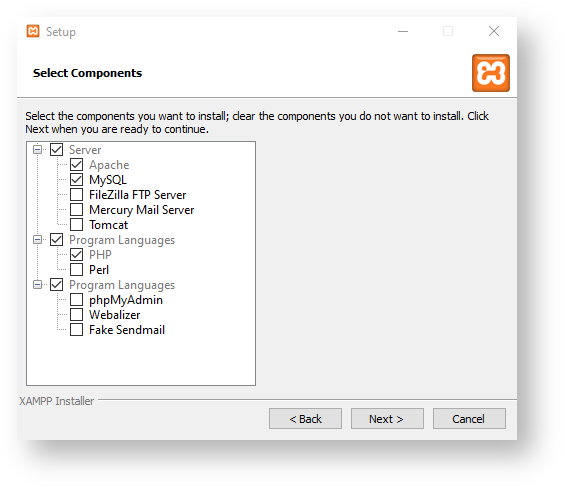 Setup
Select Components
Select the components you want to install; clear the components you do not want to install. Click
Next when you are ready to continue.
Server
Apache
MySQL
FileZilla FTP Server
Mercury Mail Server
Tomcat
Program Languages
PHP
Perl
Program Languages
phpMyAdmin
Webalizer
Fake Sendmail
XAMPP Installer
< Back
Next >
Cancel